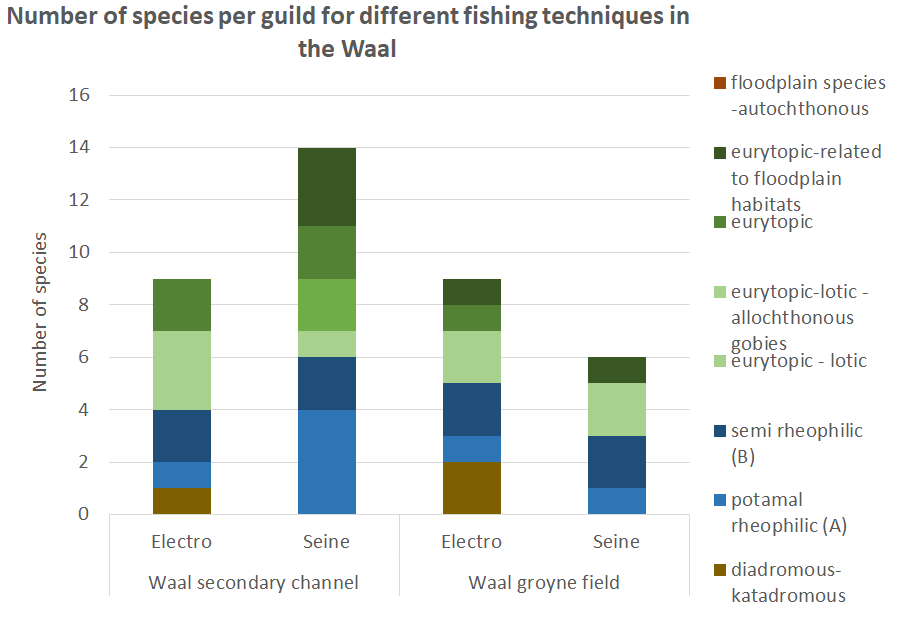 Number of species per guild for different fishing techniques in
the Waal
Number of species
16
14
12
10
8
6
4
2
0
Electro
Seine
Electro
Seine
Waal secondary channel
Waal groyne field
floodplain species
-autochthonous
eurytopic-related
to floodplain
habitats
eurytopic
eurytopic-lotic -
allochthonous
gobies
eurytopic - lotic
semi rheophilic
(B)
potamal
rheophilic (A)
diadromous-
katadromous